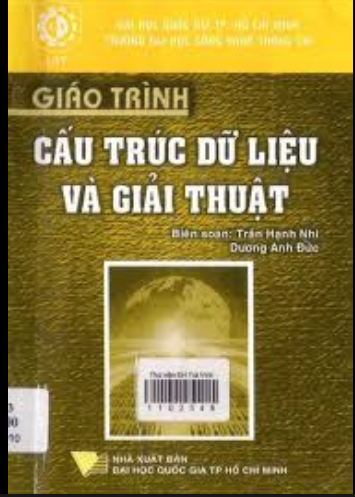 ĐẠI HỌC QUỐC GIA TP. HỒ CHÍ MINH
TRƯỜNG ĐẠI HỌC CÔNG NGHỆ THÔNG TIN
GIÁO TRÌNH
CẤU TRÚC DỮ LIỆU
VÀ GIẢI THUẬT
Biên soạn: Trần Hạnh Nhi
Dương Anh Đức
1102348
NHÀ XUẤT BẢN
ĐẠI HỌC QUỐC GIA TP HỒ CHÍ MINH